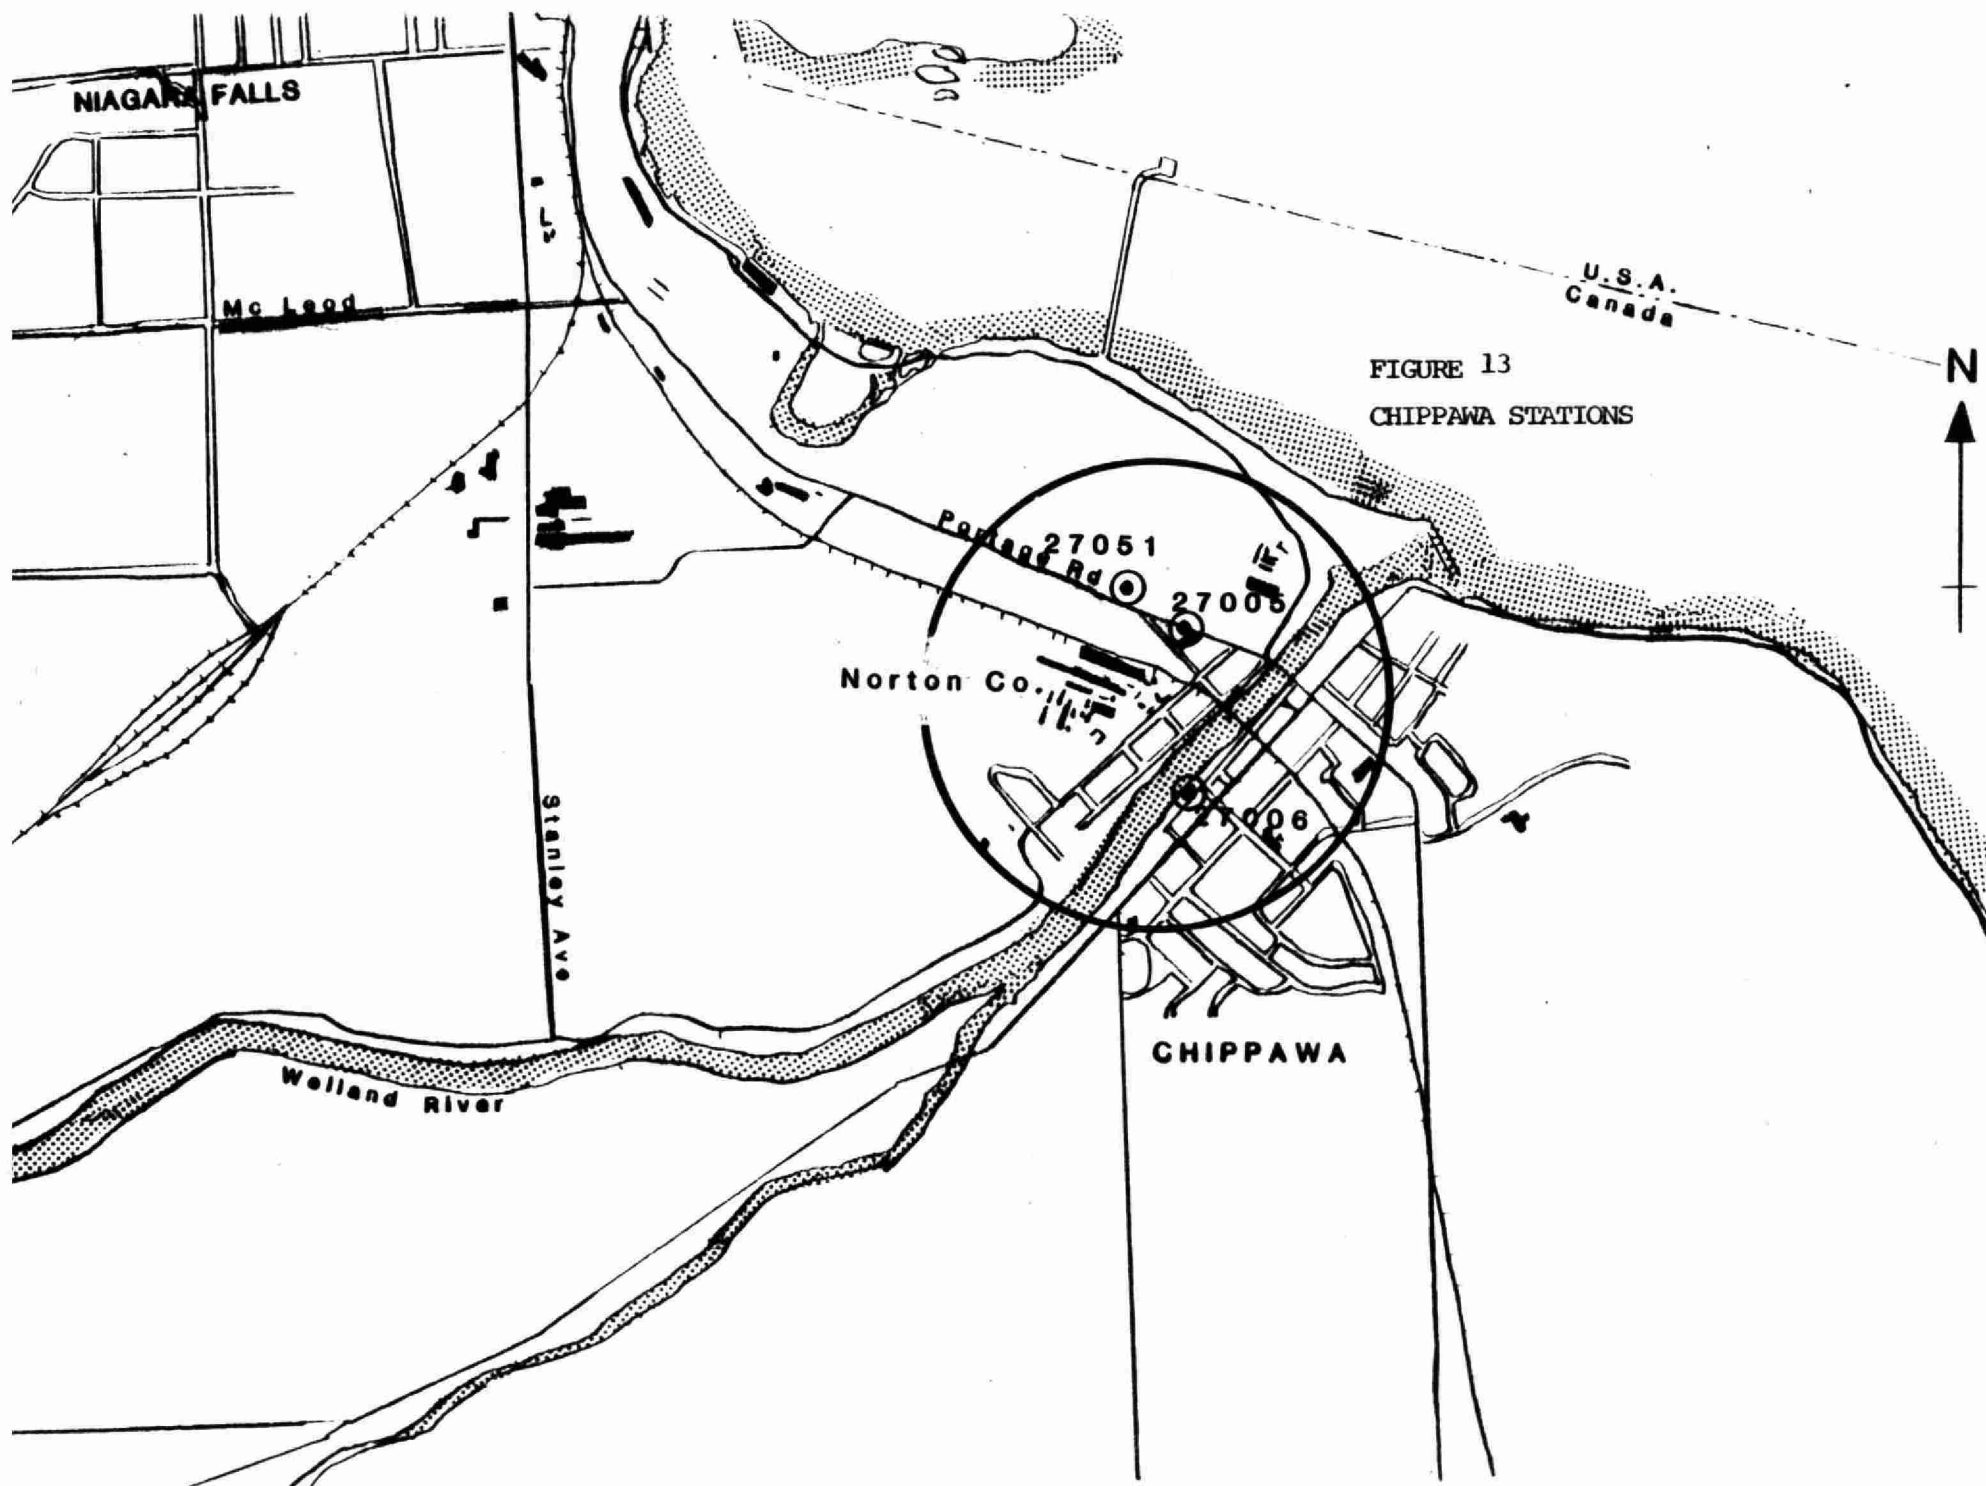 NIAGARA FALLS
Mc Leod
U.S.A.
Canada
FIGURE 13
CHIPPAWA STATIONS
N
Portage Rd
27051
27005
Norton Co.
27006
Stanley Ave
CHIPPAWA
Welland River